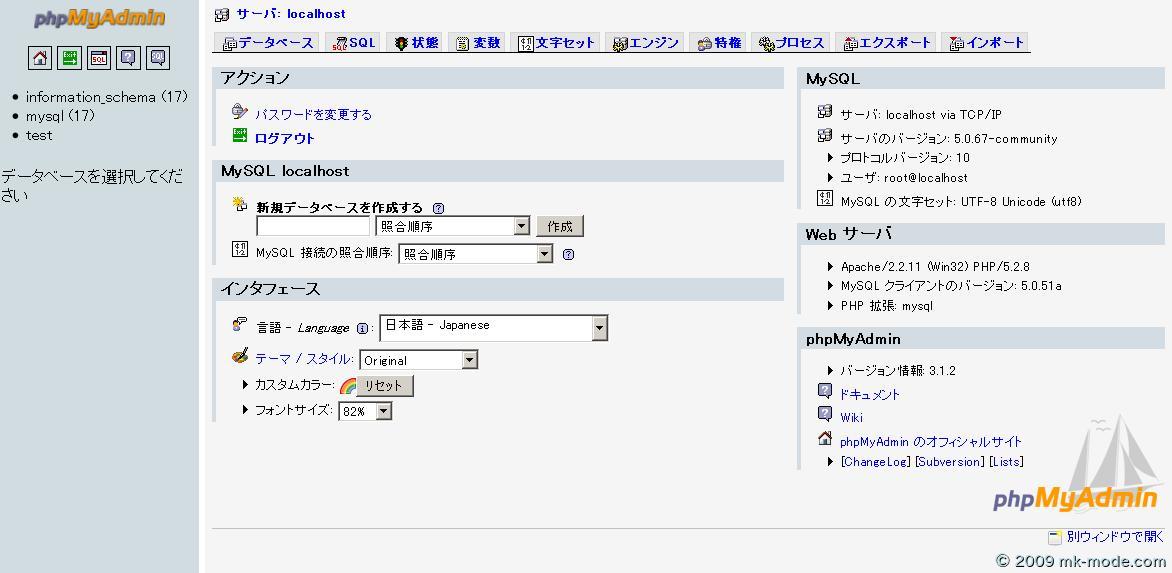 phpMyAdmin
SQL
information_schema (17)
mysql (17)
test
データベースを選択してくだ
さい
サーバ: localhost
データベース SQL 状態 変数 文字セット エンジン 特権 プロセス エクスポート インポート
アクション
パスワードを変更する
Exit ログアウト
MySQL localhost
新規データベースを作成する
照合順序 作成
MySQL 接続の照合順序: 照合順序
インタフェース
言語 - Language : 日本語 - Japanese
テーマ / スタイル: Original
カスタムカラー: リセット
フォントサイズ: 82%
MySQL
サーバ: localhost via TCP/IP
サーバのバージョン: 5.0.67-community
プロトコルバージョン: 10
ユーザ: root@localhost
MySQL の文字セット: UTF-8 Unicode (utf8)
Web サーバ
Apache/2.2.11 (Win32) PHP/5.2.8
MySQL クライアントのバージョン: 5.0.51a
PHP 拡張: mysql
phpMyAdmin
バージョン情報: 3.1.2
ドキュメント
Wiki
phpMyAdmin のオフィシャルサイト
[ChangeLog] [Subversion] [Lists]
phpMyAdmin
別ウィンドウで開く
© 2009 mk-mode.com